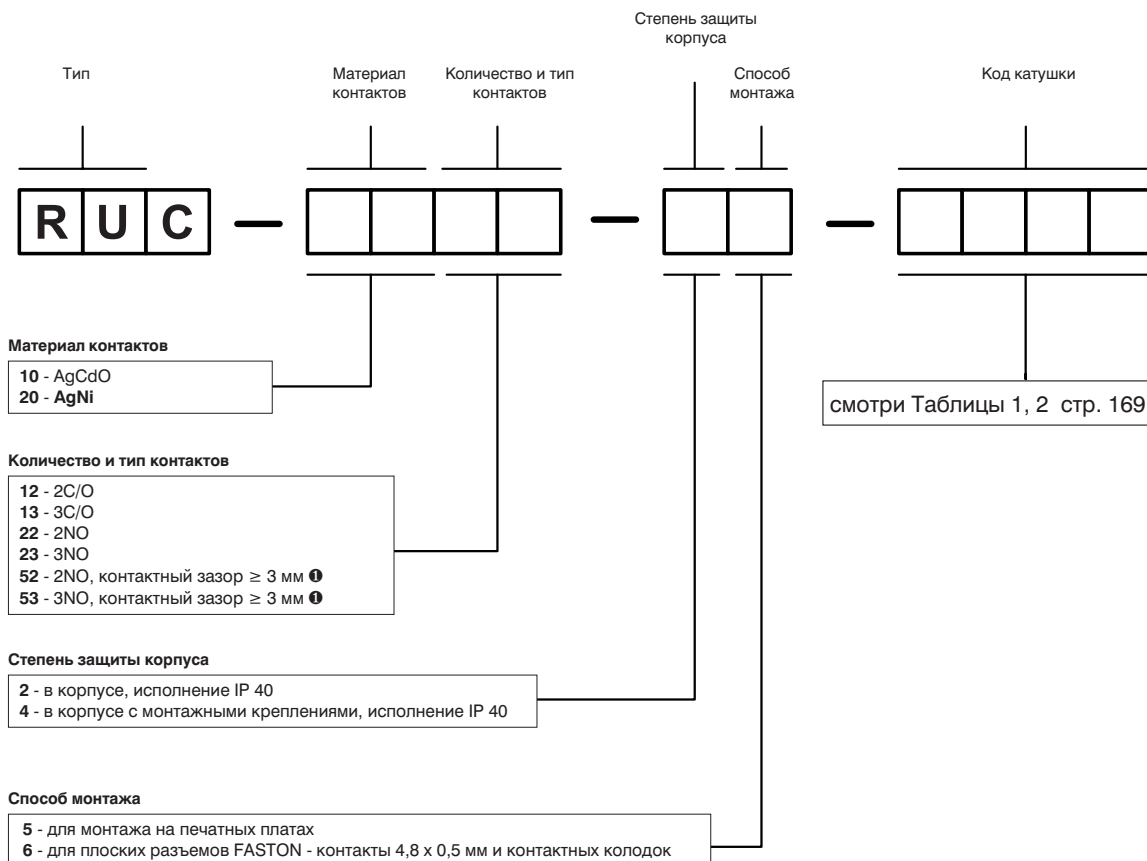 Степень защиты
корпуса
Тип
Материал
контактов
Количество и тип
контактов
Способ
монтажа
Код катушки
R U C – – –
Материал контактов
10 - AgCdO
20 - AgNi
смотри Таблицы 1, 2 стр. 169
Количество и тип контактов
12 - 2C/O
13 - 3C/O
22 - 2NO
23 - 3NO
52 - 2NO, контактный зазор ≥ 3 мм ❶
53 - 3NO, контактный зазор ≥ 3 мм ❶
Степень защиты корпуса
2 - в корпусе, исполнение IP 40
4 - в корпусе с монтажными креплениями, исполнение IP 40
Способ монтажа
5 - для монтажа на печатных платах
6 - для плоских разъемов FASTON - контакты 4,8 x 0,5 мм и контактных колодок